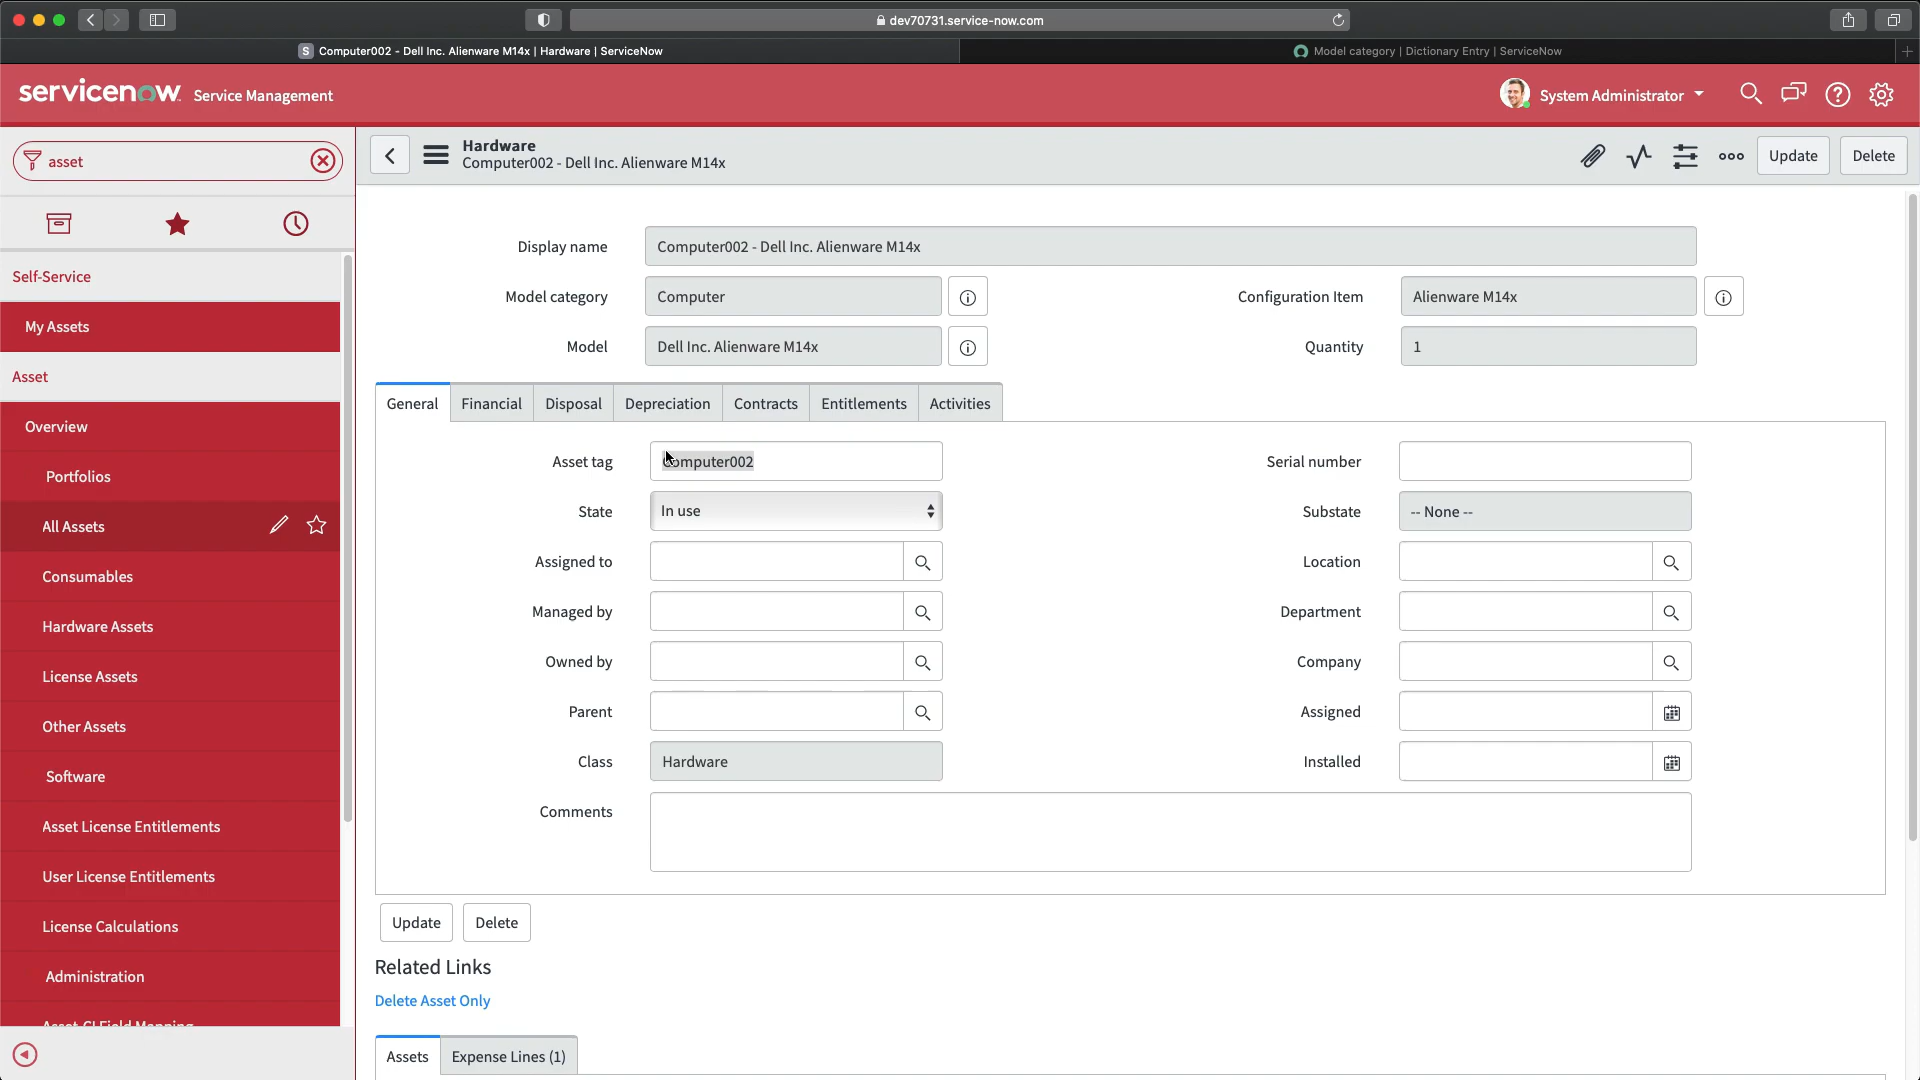 dev70731.service-now.com
S Computer002 - Dell Inc. Alienware M14x | Hardware | ServiceNow
Model category | Dictionary Entry | ServiceNow
servicenow. Service Management
System Administrator
asset
Hardware
Computer002 - Dell Inc. Alienware M14x
Update
Delete
Self-Service
My Assets
Asset
Overview
Portfolios
All Assets
Consumables
Hardware Assets
License Assets
Other Assets
Software
Asset License Entitlements
User License Entitlements
License Calculations
Administration
Asset-CI Field Mapping
Display name
Computer002 - Dell Inc. Alienware M14x
Model category
Computer
Configuration Item
Alienware M14x
Model
Dell Inc. Alienware M14x
Quantity
1
General
Financial
Disposal
Depreciation
Contracts
Entitlements
Activities
Asset tag
Computer002
Serial number
State
In use
Substate
-- None --
Assigned to
Location
Managed by
Department
Owned by
Company
Parent
Assigned
Class
Hardware
Installed
Comments
Update
Delete
Related Links
Delete Asset Only
Assets
Expense Lines (1)